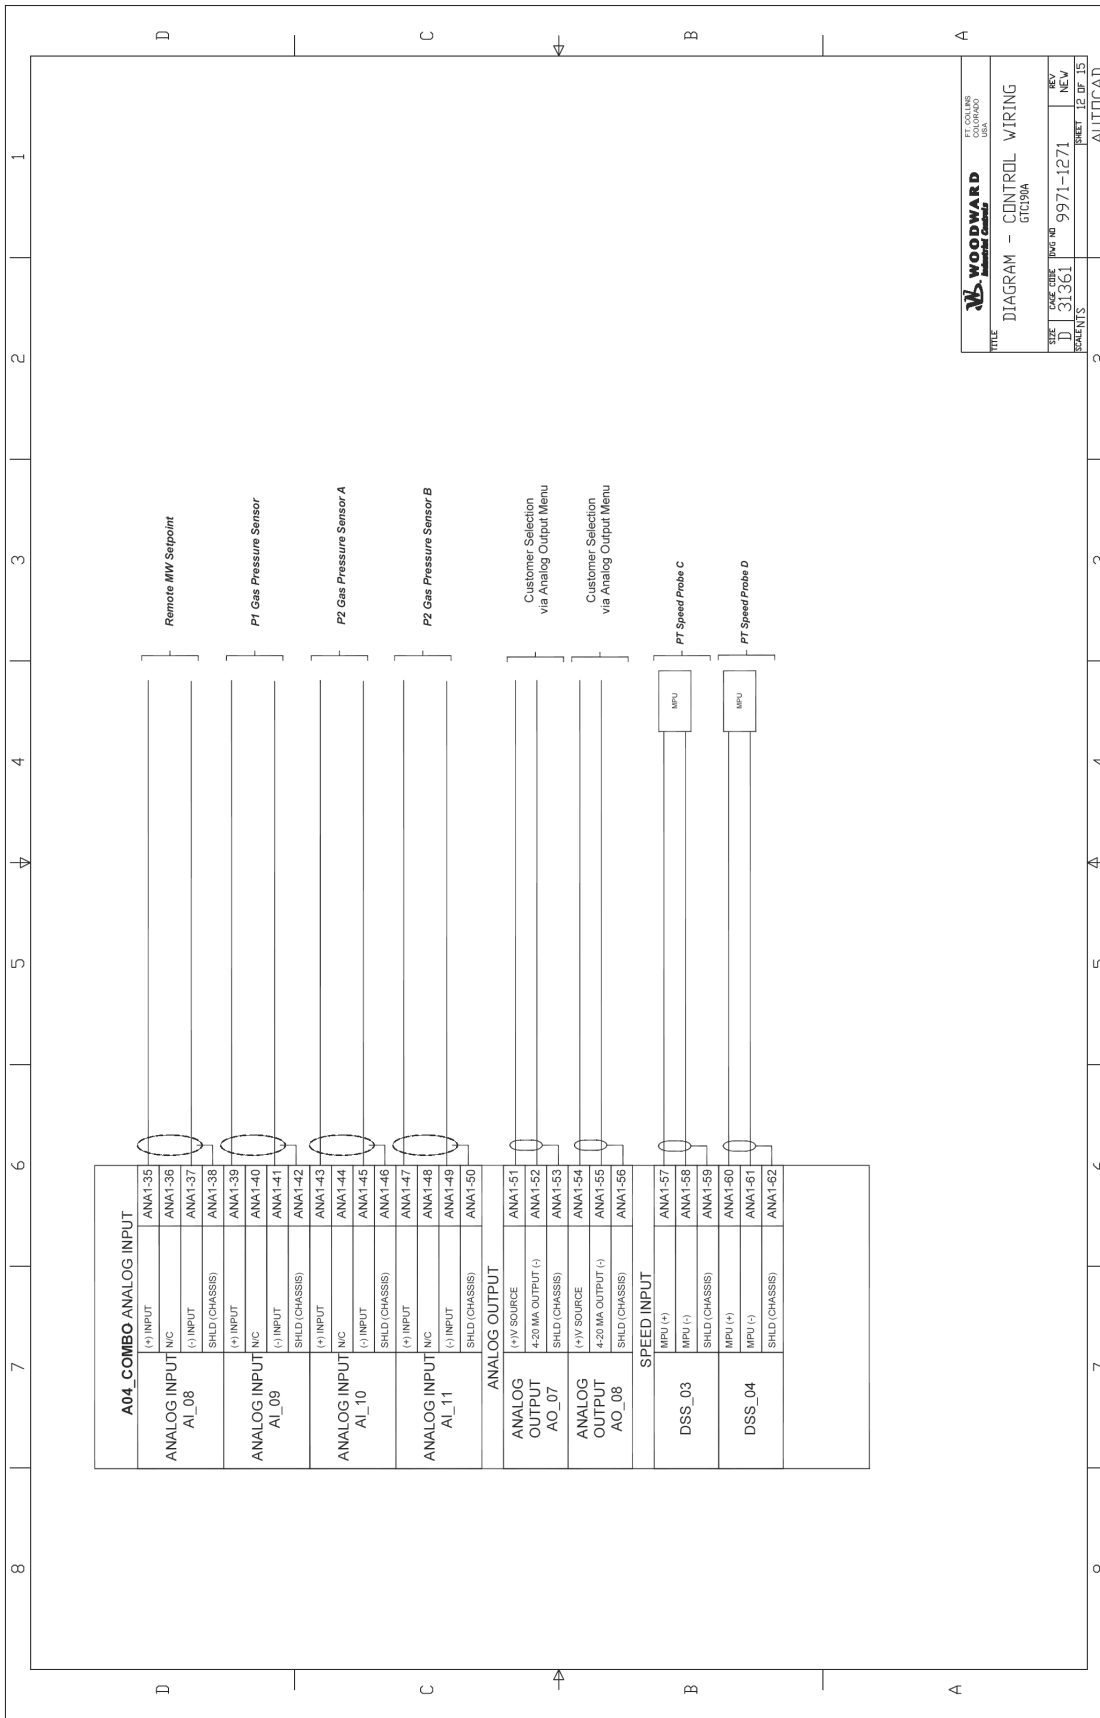 8
7
6
5
4
3
2
1
D
C
B
A
A04_COMBO ANALOG INPUT
ANALOG INPUT
AI_08
(+) INPUT ANA1-35
N/C ANA1-36
(-) INPUT ANA1-37
SHLD (CHASSIS) ANA1-38
Remote MW Setpoint
ANALOG INPUT
AI_09
(+) INPUT ANA1-39
N/C ANA1-40
(-) INPUT ANA1-41
SHLD (CHASSIS) ANA1-42
P1 Gas Pressure Sensor
ANALOG INPUT
AI_10
(+) INPUT ANA1-43
N/C ANA1-44
(-) INPUT ANA1-45
SHLD (CHASSIS) ANA1-46
P2 Gas Pressure Sensor A
ANALOG INPUT
AI_11
(+) INPUT ANA1-47
N/C ANA1-48
(-) INPUT ANA1-49
SHLD (CHASSIS) ANA1-50
P2 Gas Pressure Sensor B
ANALOG OUTPUT
ANALOG
OUTPUT
AO_07
(+)V SOURCE ANA1-51
4-20 MA OUTPUT (-) ANA1-52
SHLD (CHASSIS) ANA1-53
Customer Selection
via Analog Output Menu
ANALOG
OUTPUT
AO_08
(+)V SOURCE ANA1-54
4-20 MA OUTPUT (-) ANA1-55
SHLD (CHASSIS) ANA1-56
Customer Selection
via Analog Output Menu
SPEED INPUT
DSS_03
MPU (+) ANA1-57
MPU (-) ANA1-58
SHLD (CHASSIS) ANA1-59
MPU
PT Speed Probe C
DSS_04
MPU (+) ANA1-60
MPU (-) ANA1-61
SHLD (CHASSIS) ANA1-62
MPU
PT Speed Probe D
WOODWARD
Industrial Controls
FT. COLLINS
COLORADO
USA
TITLE
DIAGRAM - CONTROL WIRING
GTC190A
SIZE D
CAGE CODE 31361
DWG NO 9971-1271
REV NEW
SCALE NTS
SHEET 12 OF 15
AUTOCAD
D
C
B
A
8
7
6
5
4
3
2